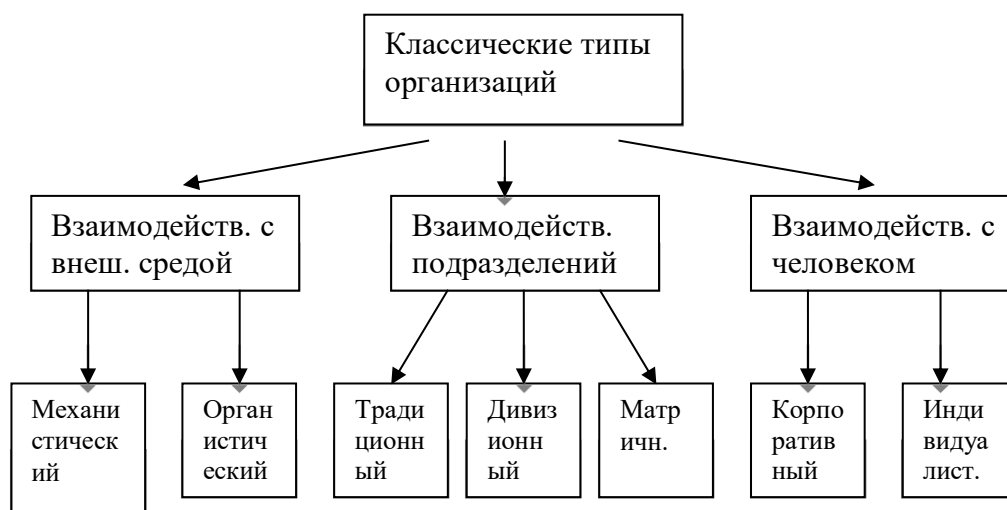 Классические типы
организаций
Взаимодейств. с
внеш. средой
Взаимодейств.
подразделений
Взаимодейств. с
человеком
Механи
стическ
ий
Орган
истич
еский
Тради
ционн
ый
Дивиз
ионн
ый
Матр
ичн.
Корпо
ратив
ный
Инди
видуа
лист.